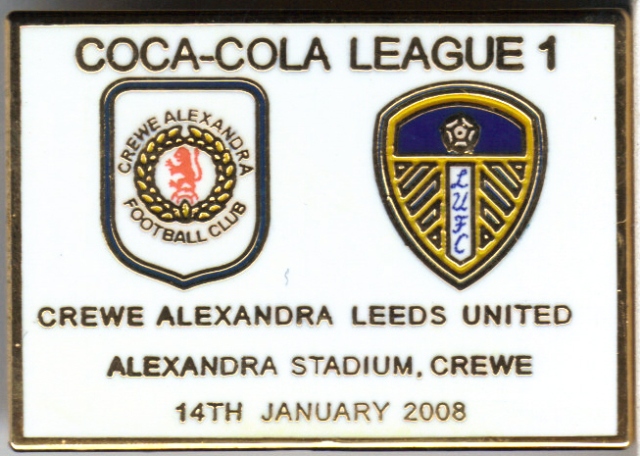 COCA-COLA LEAGUE 1
CREWE ALEXANDRA
FOOTBALL CLUB
LUFC
CREWE ALEXANDRA LEEDS UNITED
ALEXANDRA STADIUM, CREWE
14TH JANUARY 2008